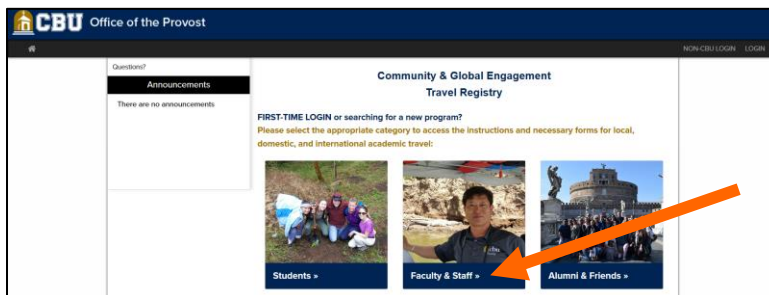 CBU Office of the Provost
NON-CBU LOGIN LOGIN
Questions?
Announcements
There are no announcements
Community & Global Engagement
Travel Registry
FIRST-TIME LOGIN or searching for a new program?
Please select the appropriate category to access the instructions and necessary forms for local,
domestic, and international academic travel:
Students »
Faculty & Staff »
Alumni & Friends »